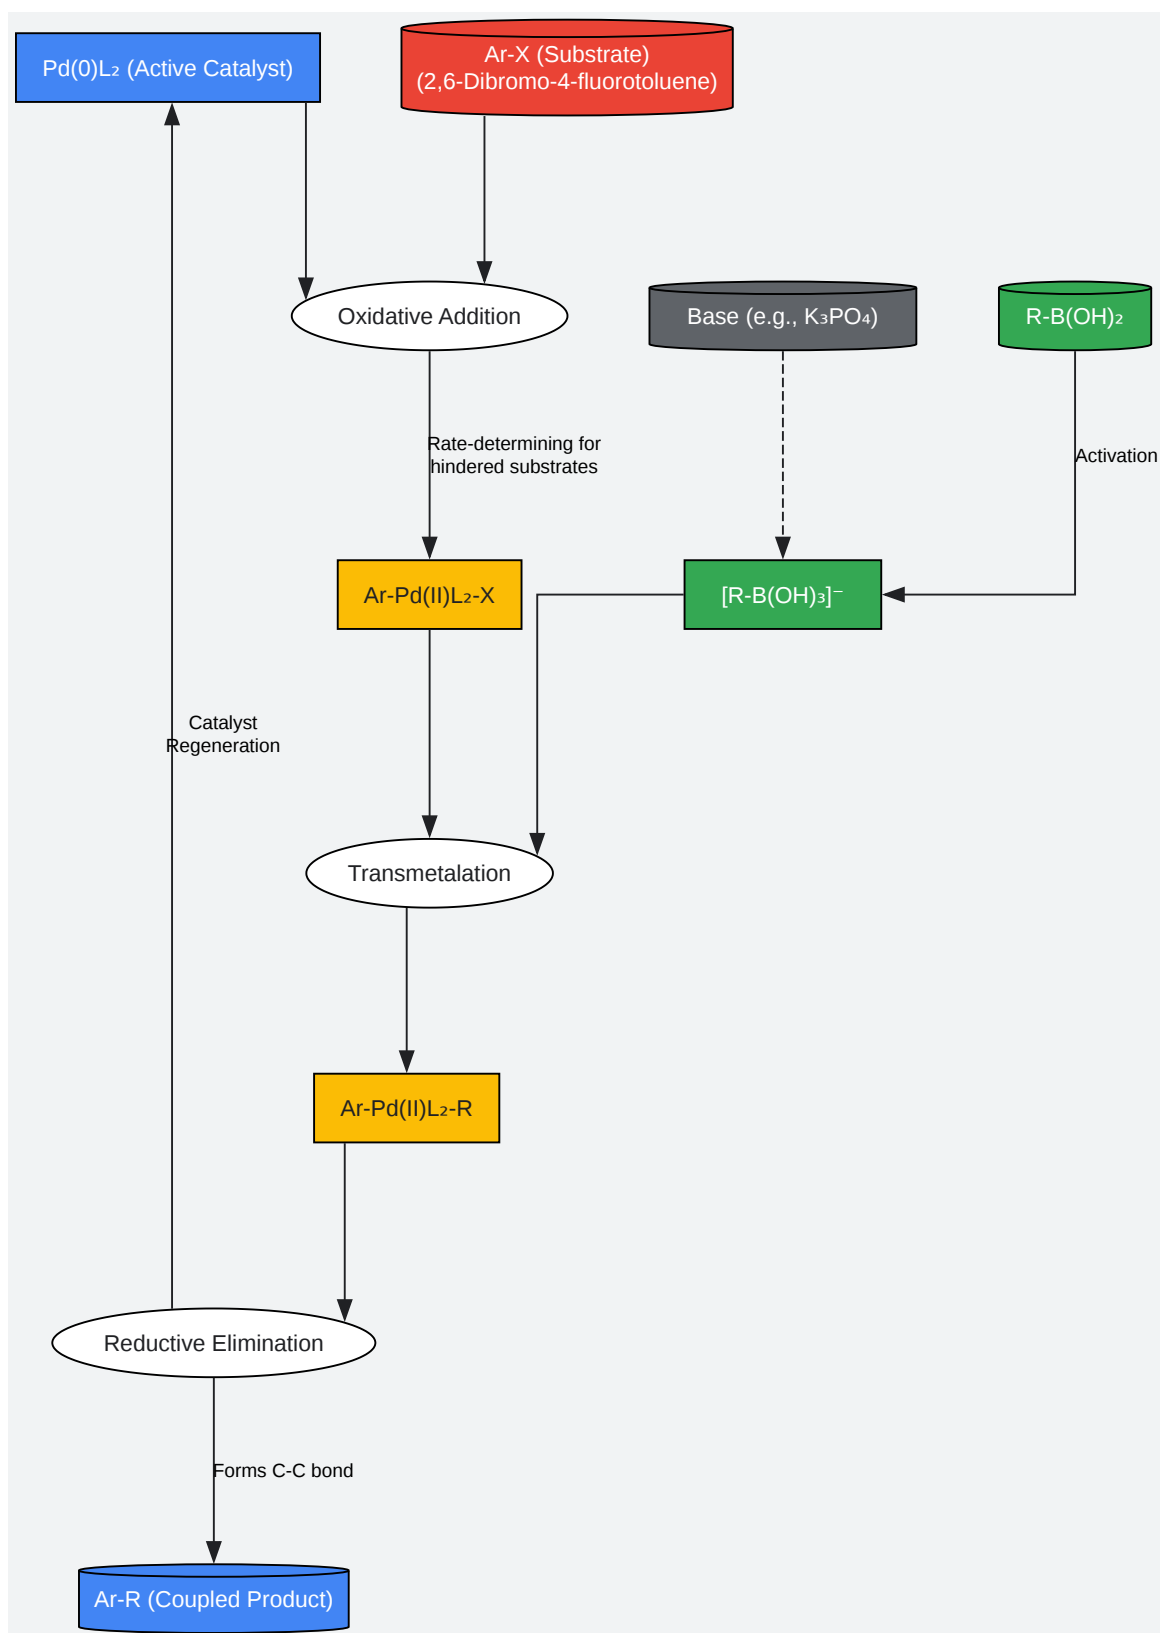 Pd(0)L₂ (Active Catalyst)
Ar-X (Substrate)
(2,6-Dibromo-4-fluorotoluene)
Oxidative Addition
Base (e.g., K₃PO₄)
R-B(OH)₂
Rate-determining for
hindered substrates
Activation
Ar-Pd(II)L₂-X
[R-B(OH)₃]⁻
Catalyst
Regeneration
Transmetalation
Ar-Pd(II)L₂-R
Reductive Elimination
Forms C-C bond
Ar-R (Coupled Product)